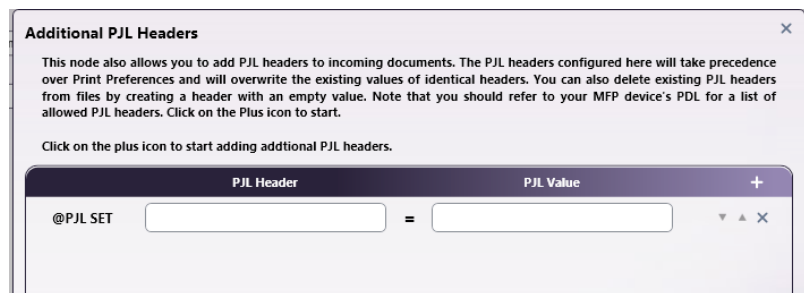 Additional PJL Headers
This node also allows you to add PJL headers to incoming documents. The PJL headers configured here will take precedence
over Print Preferences and will overwrite the existing values of identical headers. You can also delete existing PJL headers
from files by creating a header with an empty value. Note that you should refer to your MFP device's PDL for a list of
allowed PJL headers. Click on the Plus icon to start.
Click on the plus icon to start adding addtional PJL headers.
PJL Header PJL Value +
@PJL SET =